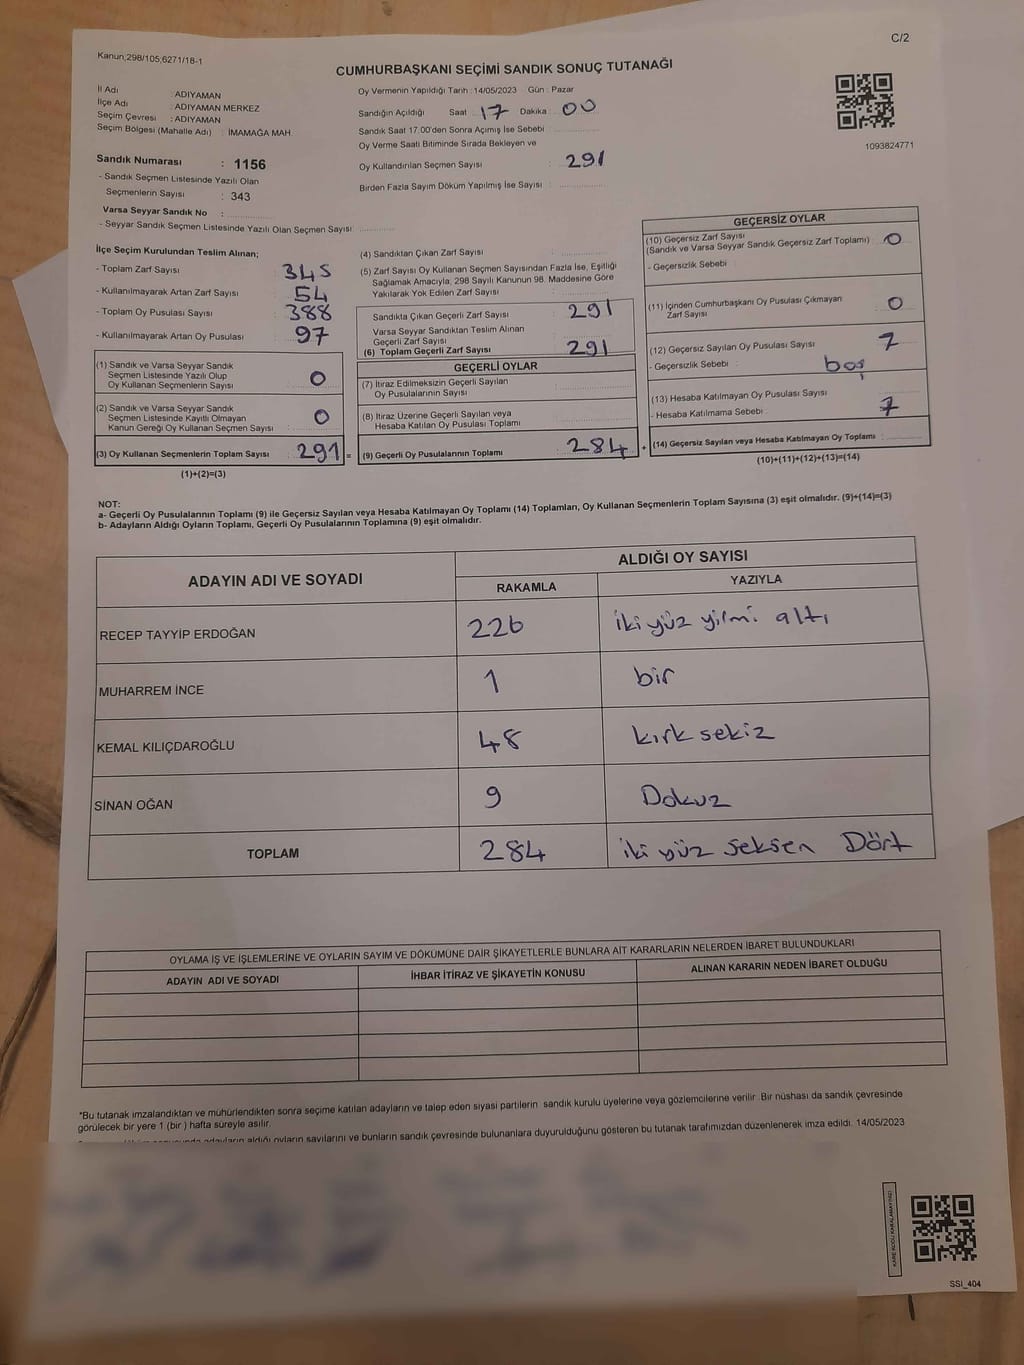 C/2
Kanun;298/105;6271/18-1
CUMHURBAŞKANI SEÇİMİ SANDIK SONUÇ TUTANAĞI
1093824771
İl Adı : ADIYAMAN
İlçe Adı : ADIYAMAN MERKEZ
Seçim Çevresi : ADIYAMAN
Seçim Bölgesi (Mahalle Adı) : İMAMAĞA MAH.
Sandık Numarası : 1156
- Sandık Seçmen Listesinde Yazılı Olan
Seçmenlerin Sayısı : 343
Varsa Seyyar Sandık No :
- Seyyar Sandık Seçmen Listesinde Yazılı Olan Seçmen Sayısı:
Oy Vermenin Yapıldığı Tarih : 14/05/2023 Gün : Pazar
Sandığın Açıldığı Saat 17 Dakika : 00
Sandık Saat 17.00'den Sonra Açımış İse Sebebi :
Oy Verme Saati Bitiminde Sırada Bekleyen ve
Oy Kullandırılan Seçmen Sayısı : 291
Birden Fazla Sayım Döküm Yapılmış İse Sayısı :
İlçe Seçim Kurulundan Teslim Alınan;
- Toplam Zarf Sayısı : 345
- Kullanılmayarak Artan Zarf Sayısı : 54
- Toplam Oy Pusulası Sayısı : 388
- Kullanılmayarak Artan Oy Pusulası : 97
(1) Sandık ve Varsa Seyyar Sandık
Seçmen Listesinde Yazılı Olup
Oy Kullanan Seçmenlerin Sayısı : 0
(2) Sandık ve Varsa Seyyar Sandık
Seçmen Listesinde Kayıtlı Olmayan
Kanun Gereği Oy Kullanan Seçmen Sayısı : 0
(3) Oy Kullanan Seçmenlerin Toplam Sayısı : 291 =
(1)+(2)=(3)
(4) Sandıktan Çıkan Zarf Sayısı :
(5) Zarf Sayısı Oy Kullanan Seçmen Sayısından Fazla İse, Eşitliği
Sağlamak Amacıyla; 298 Sayılı Kanunun 98. Maddesine Göre
Yakılarak Yok Edilen Zarf Sayısı :
Sandıkta Çıkan Geçerli Zarf Sayısı : 291
Varsa Seyyar Sandıktan Teslim Alınan
Geçerli Zarf Sayısı :
(6) Toplam Geçerli Zarf Sayısı : 291
GEÇERLİ OYLAR
(7) İtiraz Edilmeksizin Geçerli Sayılan
Oy Pusulalarının Sayısı :
(8) İtiraz Üzerine Geçerli Sayılan veya
Hesaba Katılan Oy Pusulası Toplamı :
(9) Geçerli Oy Pusulalarının Toplamı : 284 +
GEÇERSİZ OYLAR
(10) Geçersiz Zarf Sayısı
(Sandık ve Varsa Seyyar Sandık Geçersiz Zarf Toplamı) : 0
- Geçersizlik Sebebi :
(11) İçinden Cumhurbaşkanı Oy Pusulası Çıkmayan
Zarf Sayısı : 0
(12) Geçersiz Sayılan Oy Pusulası Sayısı : 7
- Geçersizlik Sebebi : boş
(13) Hesaba Katılmayan Oy Pusulası Sayısı :
- Hesaba Katılmama Sebebi : 7
(14) Geçersiz Sayılan veya Hesaba Katılmayan Oy Toplamı :
(10)+(11)+(12)+(13)=(14)
NOT:
a- Geçerli Oy Pusulalarının Toplamı (9) ile Geçersiz Sayılan veya Hesaba Katılmayan Oy Toplamı (14) Toplamları, Oy Kullanan Seçmenlerin Toplam Sayısına (3) eşit olmalıdır. (9)+(14)=(3)
b- Adayların Aldığı Oyların Toplamı, Geçerli Oy Pusulalarının Toplamına (9) eşit olmalıdır.
ADAYIN ADI VE SOYADI
ALDIĞI OY SAYISI
RAKAMLA YAZIYLA
RECEP TAYYİP ERDOĞAN 226 iki yüz yirmi altı
MUHARREM İNCE 1 bir
KEMAL KILIÇDAROĞLU 48 kırk sekiz
SİNAN OĞAN 9 Dokuz
TOPLAM 284 iki yüz seksen Dört
OYLAMA İŞ VE İŞLEMLERİNE VE OYLARIN SAYIM VE DÖKÜMÜNE DAİR ŞİKAYETLERLE BUNLARA AİT KARARLARIN NELERDEN İBARET BULUNDUKLARI
ADAYIN ADI VE SOYADI İHBAR İTİRAZ VE ŞİKAYETİN KONUSU ALINAN KARARIN NEDEN İBARET OLDUĞU
*Bu tutanak imzalandıktan ve mühürlendikten sonra seçime katılan adayların ve talep eden siyasi partilerin sandık kurulu üyelerine veya gözlemcilerine verilir. Bir nüshası da sandık çevresinde
görülecek bir yere 1 (bir ) hafta süreyle asılır.
adayların aldığı oyların sayılarını ve bunların sandık çevresinde bulunanlara duyurulduğunu gösteren bu tutanak tarafımızdan düzenlenerek imza edildi. 14/05/2023
KARE KODU KARALAMAYINIZ!
SSI_404